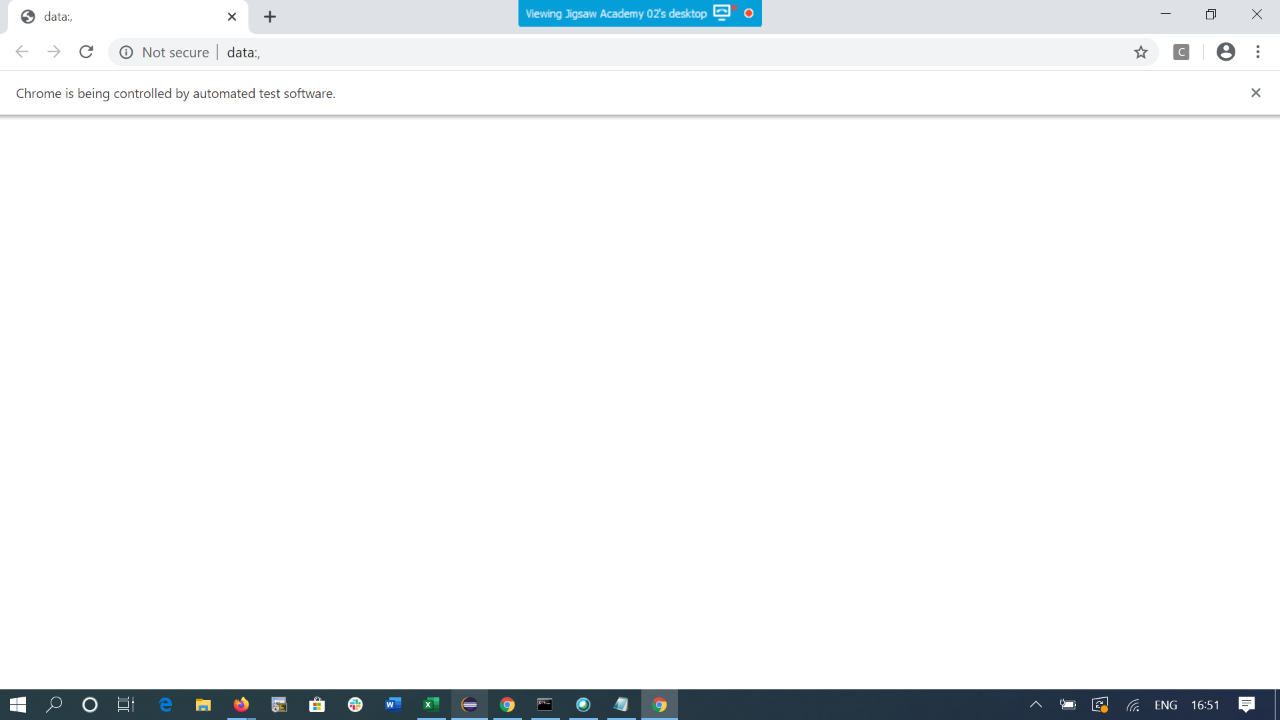 data:,
Viewing Jigsaw Academy 02's desktop
Not secure
data:,
C
Chrome is being controlled by automated test software.
ENG
16:51